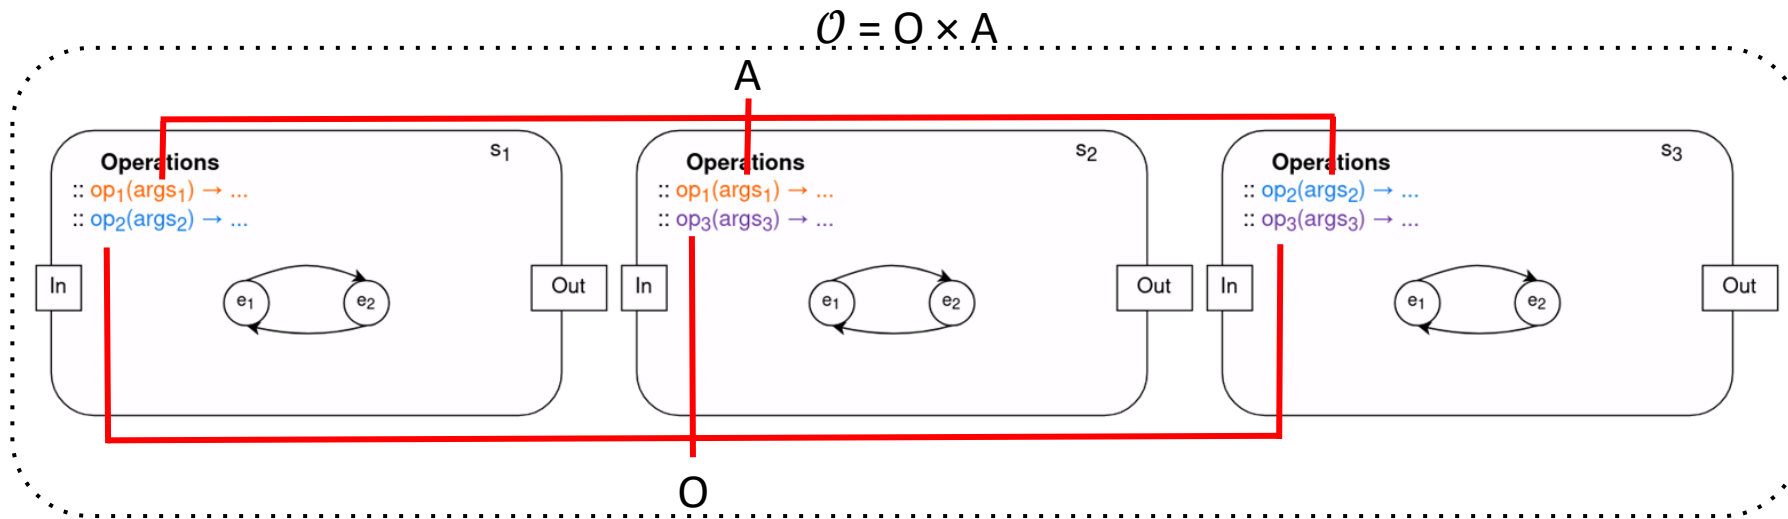 𝒪 = O × A
A
Operations
:: op₁(args₁) → ...
:: op₂(args₂) → ...
s₁
In
e₁
e₂
Out
Operations
:: op₁(args₁) → ...
:: op₃(args₃) → ...
s₂
In
e₁
e₂
Out
Operations
:: op₂(args₂) → ...
:: op₃(args₃) → ...
s₃
In
e₁
e₂
Out
O